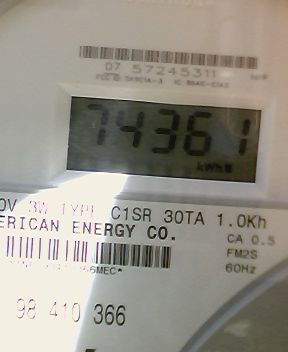 07 57245311
74361
kWh
0V 3W TYPE C1SR 30TA 1.0Kh
ERICAN ENERGY CO.
CA 0.5
FM2S
60Hz
98 410 366